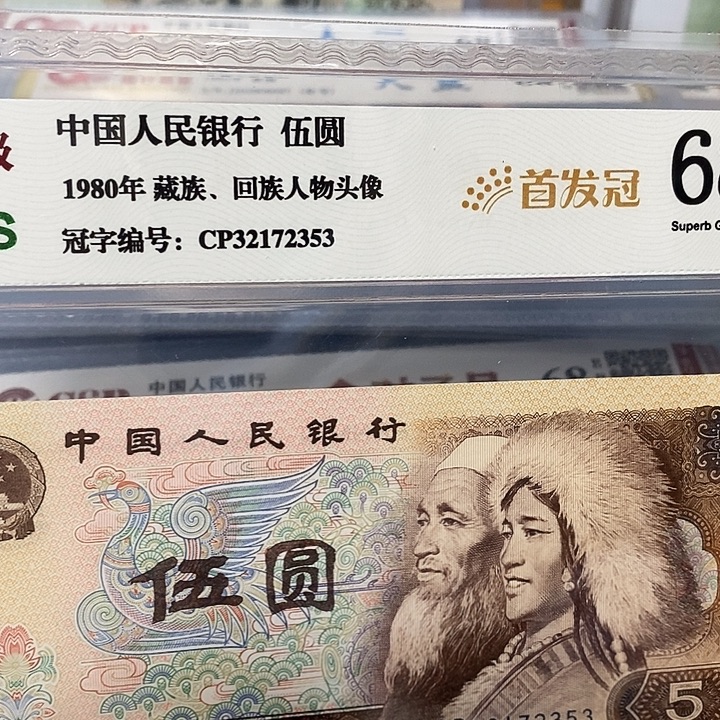 中国人民银行 伍圆
1980年 藏族、回族人物头像
冠字编号：CP32172353
首发冠
68
Superb G
S
中国人民银行
中国人民银行
伍圆
5